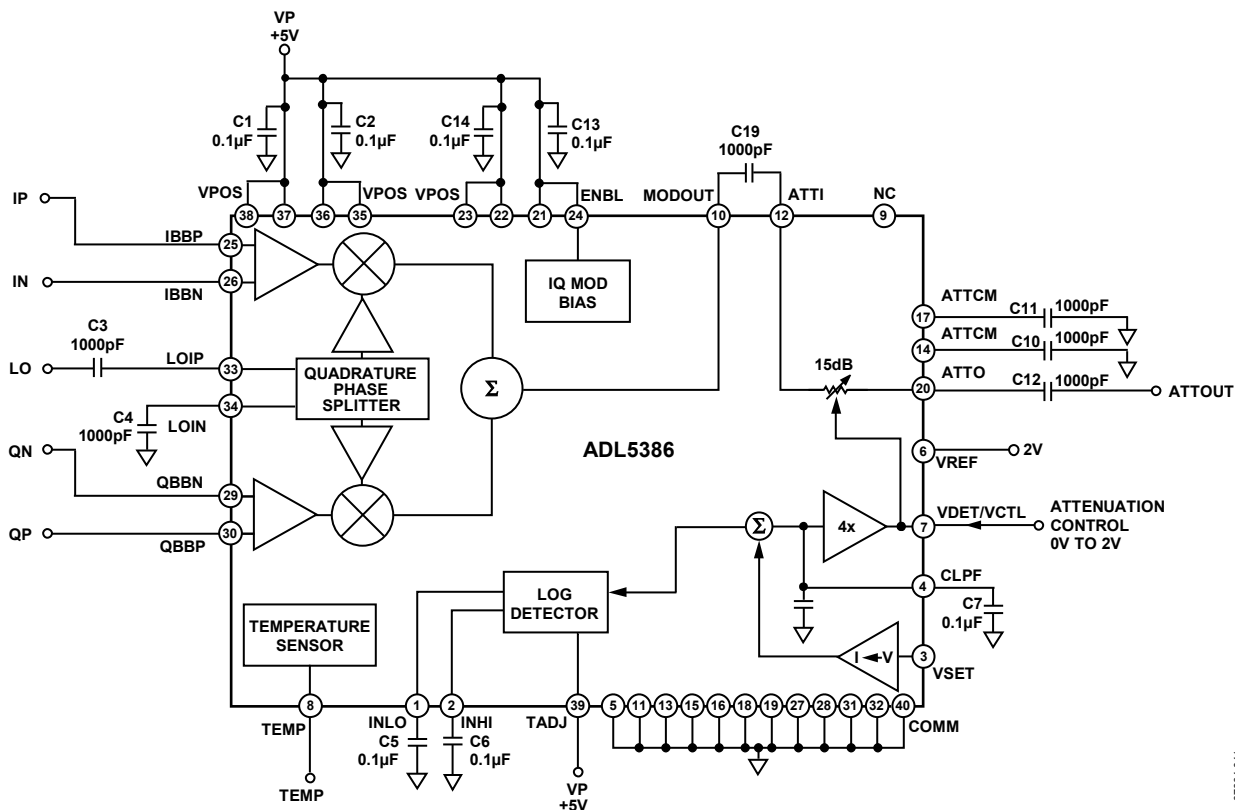 VP
+5V
C1
0.1µF
C2
0.1µF
C14
0.1µF
C13
0.1µF
C19
1000pF
VPOS
VPOS
VPOS
ENBL
MODOUT
ATTI
NC
38
37
36
35
23
22
21
24
10
12
9
IP
IBBP
25
IN
IBBN
26
IQ MOD
BIAS
C3
1000pF
LO
LOIP
33
QUADRATURE
PHASE
SPLITTER
34
LOIN
C4
1000pF
QN
QBBN
29
QP
QBBP
30
Σ
ADL5386
15dB
ATTCM
17
C11
1000pF
ATTCM
14
C10
1000pF
ATTO
20
C12
1000pF
ATTOUT
6
VREF
2V
Σ
4x
VDET/VCTL
7
ATTENUATION
CONTROL
0V TO 2V
CLPF
4
C7
0.1µF
LOG
DETECTOR
I
V
3
VSET
TEMPERATURE
SENSOR
8
1
2
39
5
11
13
15
16
18
19
27
28
31
32
40
TEMP
INLO
INHI
TADJ
COMM
C5
0.1µF
C6
0.1µF
TEMP
VP
+5V